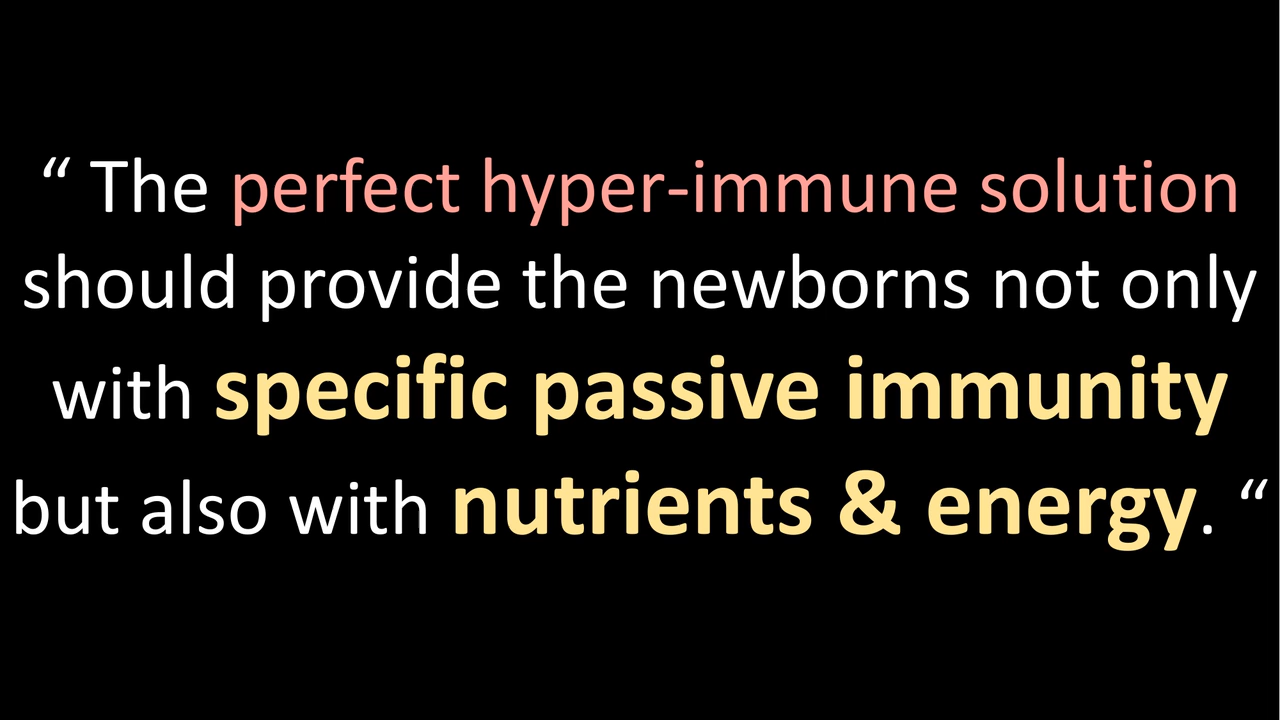 “ The perfect hyper-immune solution
should provide the newborns not only
with specific passive immunity
but also with nutrients & energy. “